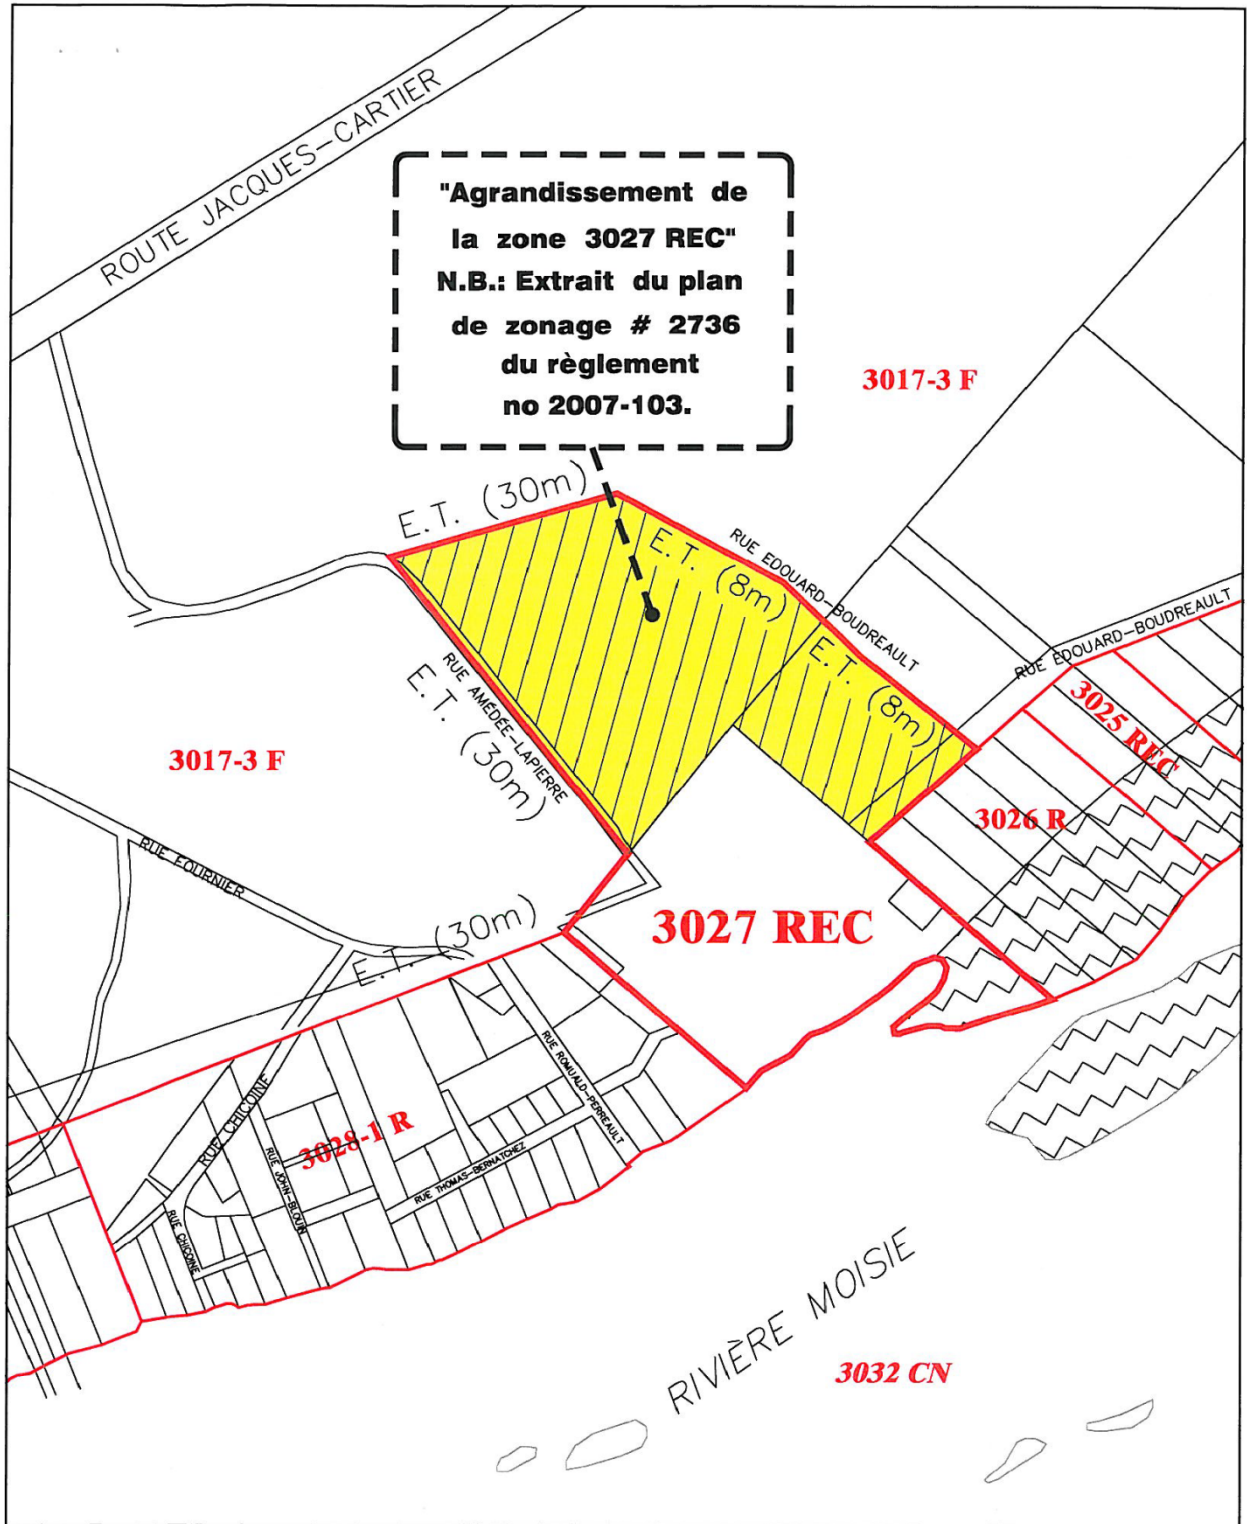 ROUTE JACQUES-CARTIER
"Agrandissement de
la zone 3027 REC"
N.B.: Extrait du plan
de zonage # 2736
du règlement
no 2007-103.
3017-3 F
E.T. (30m)
E.T. (8m)
RUE EDOUARD-BOUDREAULT
E.T. (8m)
RUE EDOUARD-BOUDREAULT
3025 REC
RUE AMÉDÉE-LAPIERRE
E.T. (30m)
3017-3 F
3026 R
RUE FOURNIER
E.T. (30m)
3027 REC
RUE CHICOINE
3028-1 R
RUE ROMUALD-PERREAULT
RUE THOMAS-BERNATCHEZ
RUE JOHN-BLOUIN
RUE CHICOINE
RIVIÈRE MOISIE
3032 CN